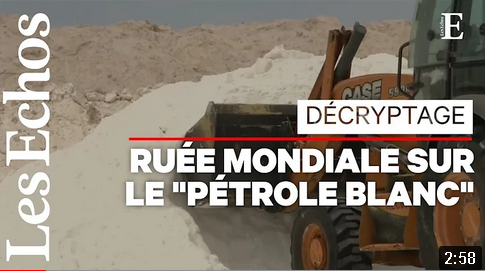 Les Echos
E
CASE
DÉCRYPTAGE
RUÉE MONDIALE SUR
LE "PÉTROLE BLANC"
2:58